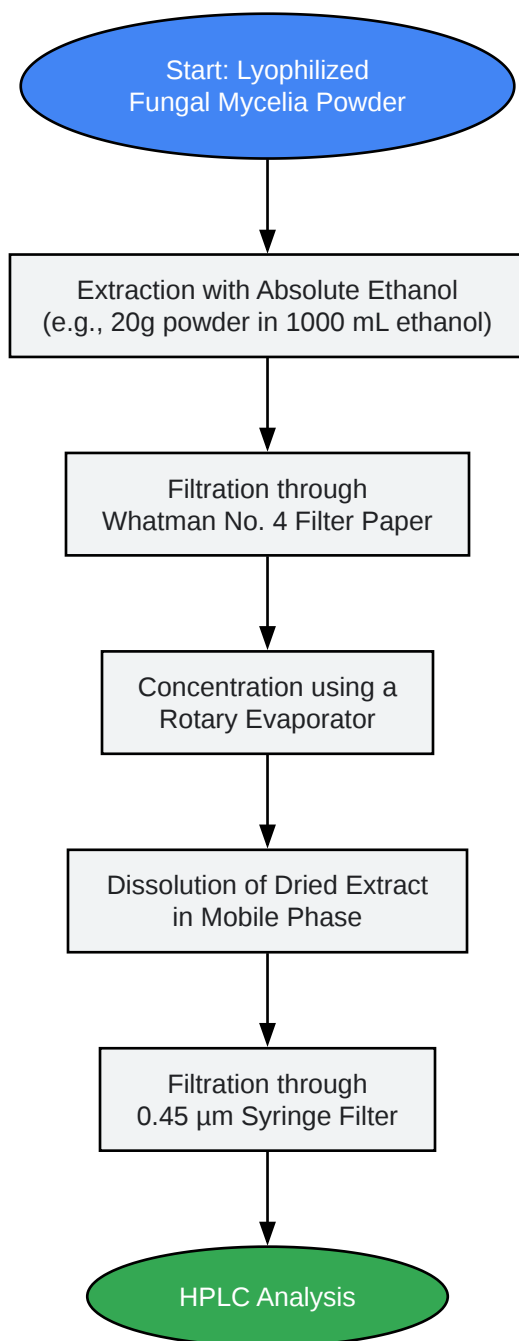 Start: Lyophilized
Fungal Mycelia Powder
Extraction with Absolute Ethanol
(e.g., 20g powder in 1000 mL ethanol)
Filtration through
Whatman No. 4 Filter Paper
Concentration using a
Rotary Evaporator
Dissolution of Dried Extract
in Mobile Phase
Filtration through
0.45 µm Syringe Filter
HPLC Analysis